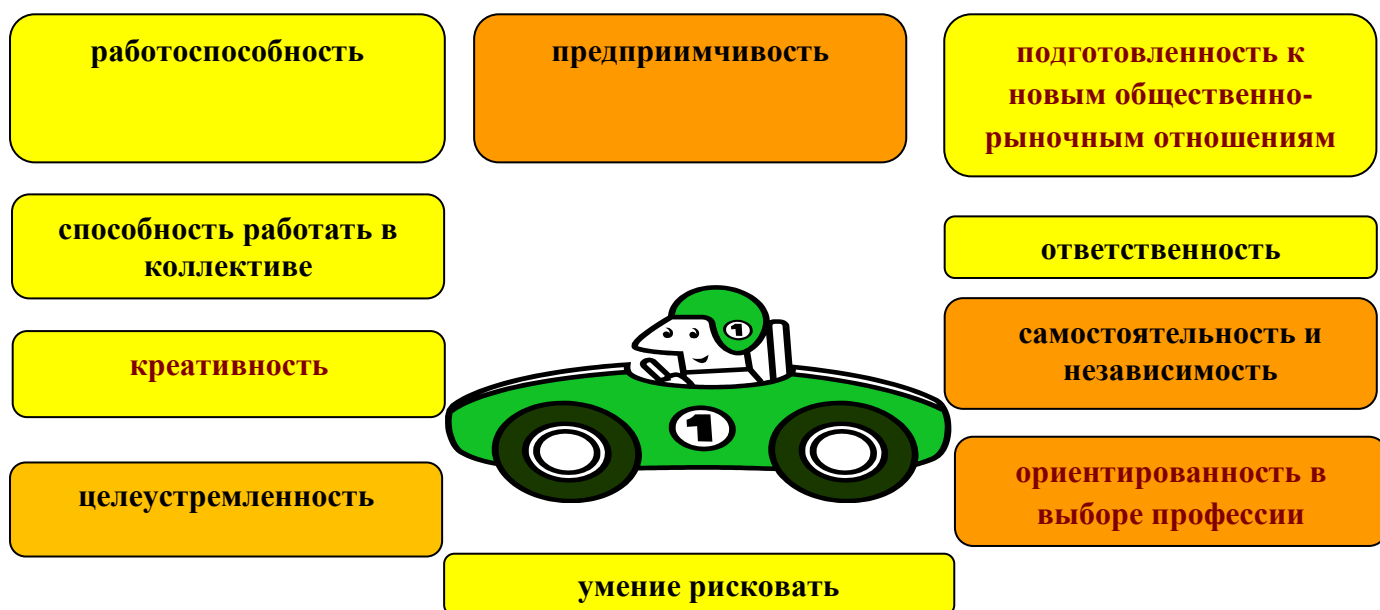 работоспособность
предприимчивость
подготовленность к
новым общественно-
рыночным отношениям
способность работать в
коллективе
ответственность
креативность
самостоятельность и
независимость
целеустремленность
ориентированность в
выборе профессии
умение рисковать
1
1